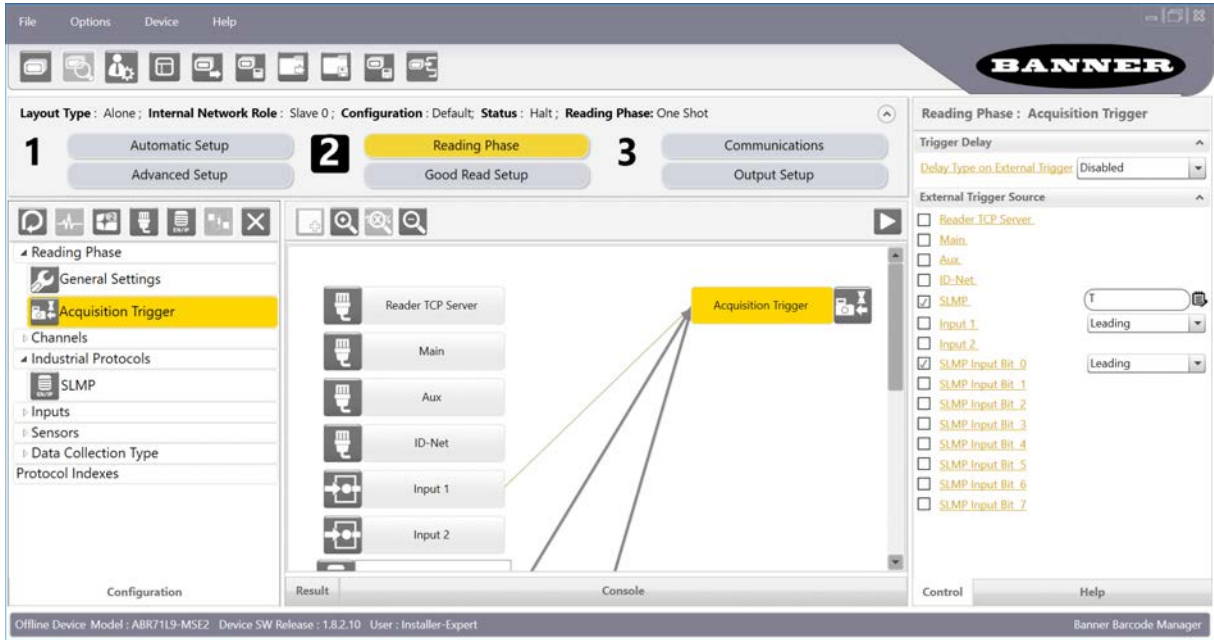 File Options Device Help
BANNER
Layout Type : Alone ; Internal Network Role : Slave 0 ; Configuration : Default; Status : Halt ; Reading Phase: One Shot
1 Automatic Setup 2 Reading Phase 3 Communications
Advanced Setup Good Read Setup Output Setup
Reading Phase
General Settings
Acquisition Trigger
Channels
Industrial Protocols
SLMP
Inputs
Sensors
Data Collection Type
Protocol Indexes
Configuration
Reader TCP Server
Main
Aux
ID-Net
Input 1
Input 2
Acquisition Trigger
Result Console
Reading Phase : Acquisition Trigger
Trigger Delay
Delay Type on External Trigger Disabled
External Trigger Source
Reader TCP Server
Main
Aux
ID-Net
SLMP T
Input 1 Leading
Input 2
SLMP Input Bit 0 Leading
SLMP Input Bit 1
SLMP Input Bit 2
SLMP Input Bit 3
SLMP Input Bit 4
SLMP Input Bit 5
SLMP Input Bit 6
SLMP Input Bit 7
Control Help
Offline Device Model : ABR71L9-MSE2 Device SW Release : 1.8.2.10 User : Installer-Expert Banner Barcode Manager